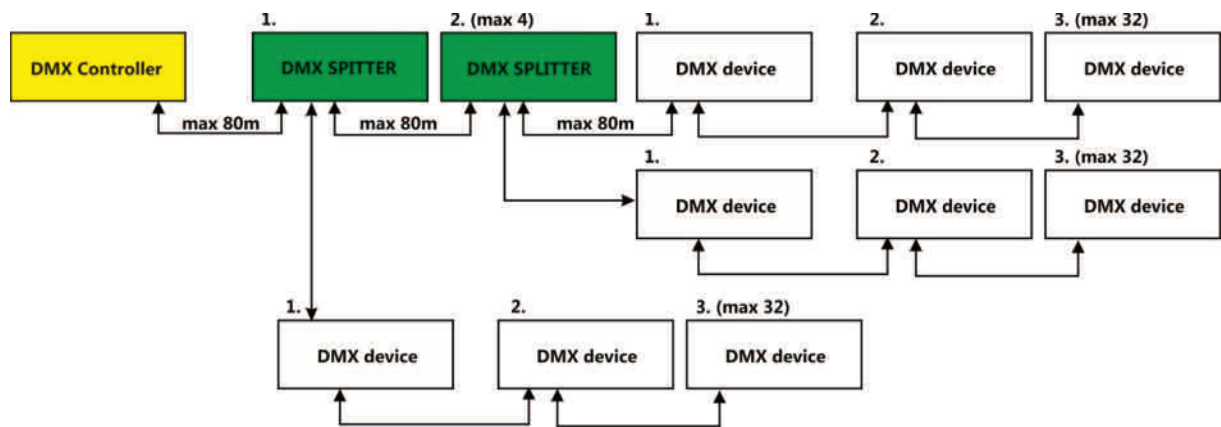 1.
2. (max 4)
1.
2.
3. (max 32)
DMX Controller
DMX SPITTER
DMX SPLITTER
DMX device
DMX device
DMX device
max 80m
max 80m
max 80m
1.
2.
3. (max 32)
DMX device
DMX device
DMX device
1.
2.
3. (max 32)
DMX device
DMX device
DMX device